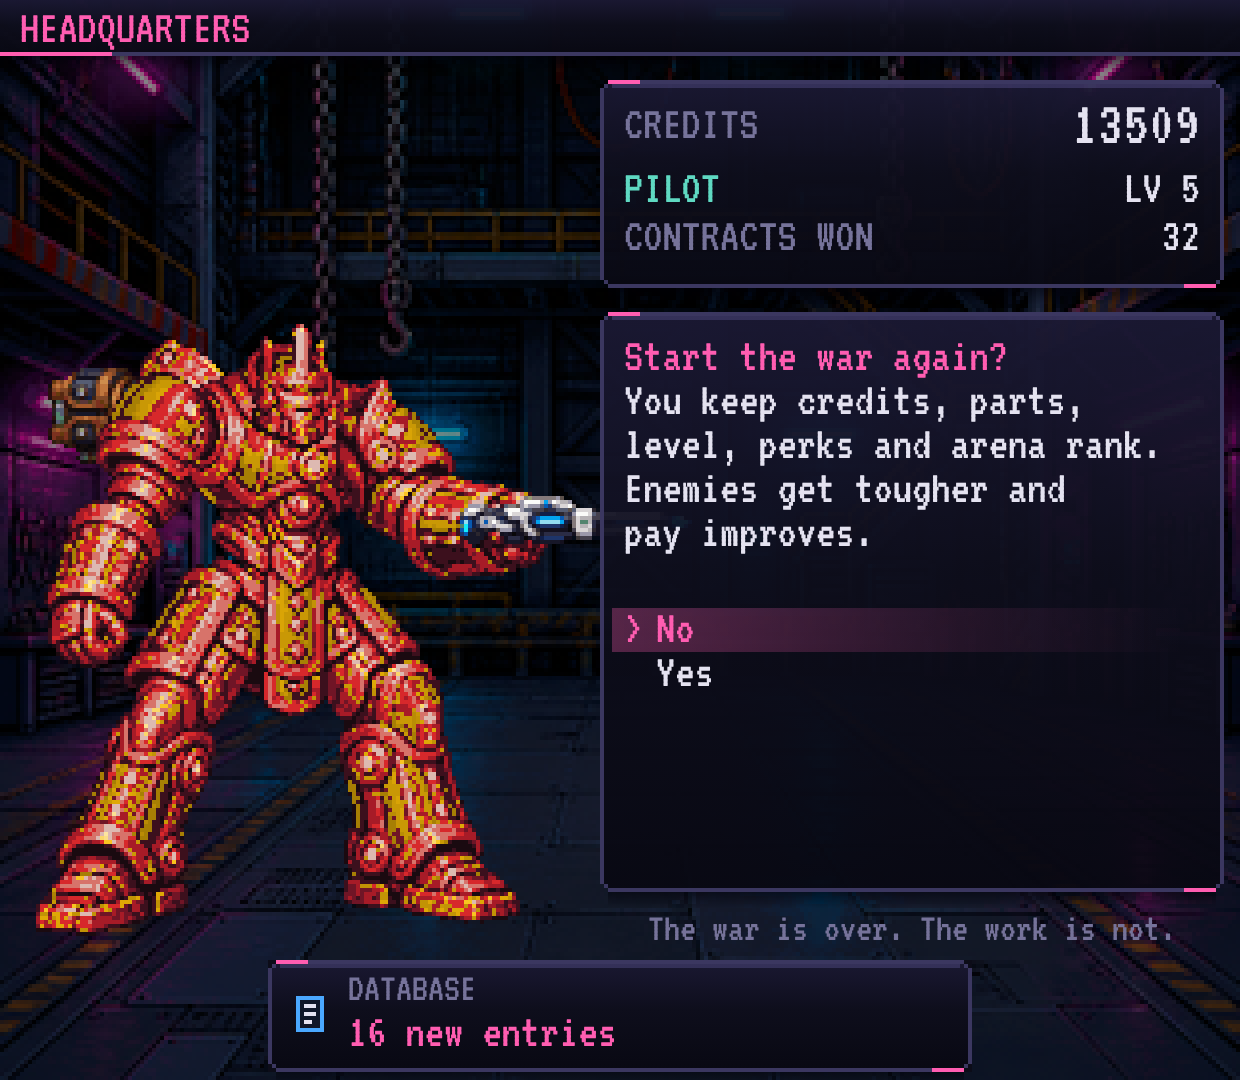 HEADQUARTERS
CREDITS 13509
PILOT LV 5
CONTRACTS WON 32
Start the war again?
You keep credits, parts,
level, perks and arena rank.
Enemies get tougher and
pay improves.
> No
Yes
The war is over. The work is not.
DATABASE
16 new entries